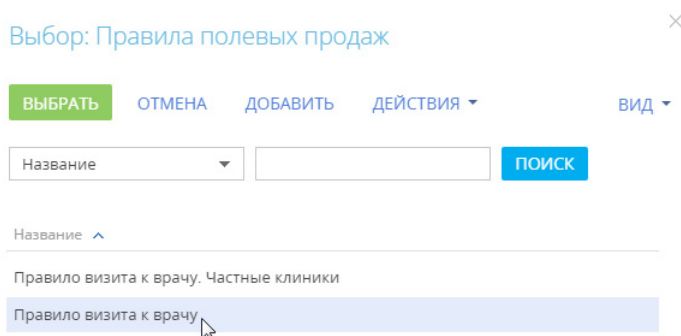 Выбор: Правила полевых продаж
ВЫБРАТЬ ОТМЕНА ДОБАВИТЬ ДЕЙСТВИЯ ВИД
Название ПОИСК
Название
Правило визита к врачу. Частные клиники
Правило визита к врачу